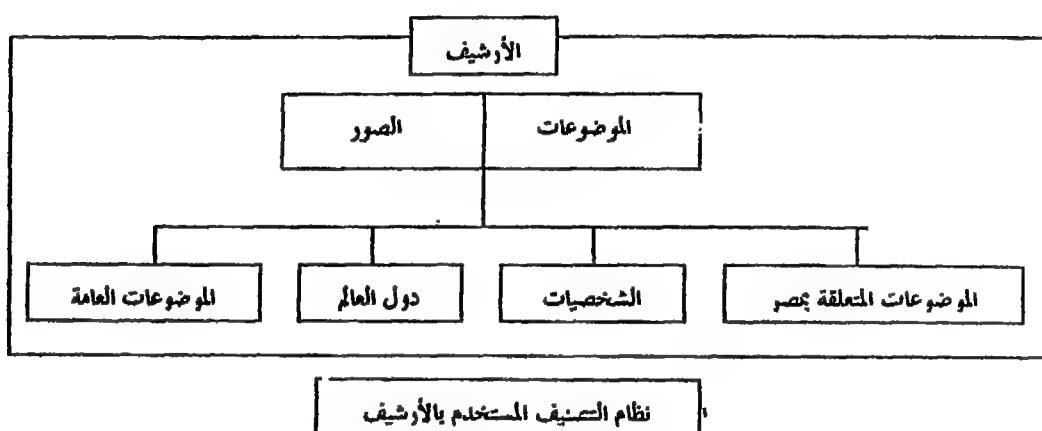 الأرشيف
الموضوعات
الصور
الموضوعات المتعلقة بمصر
الشخصيات
دول العالم
الموضوعات العامة
نظام التصنيف المستخدم بالأرشيف